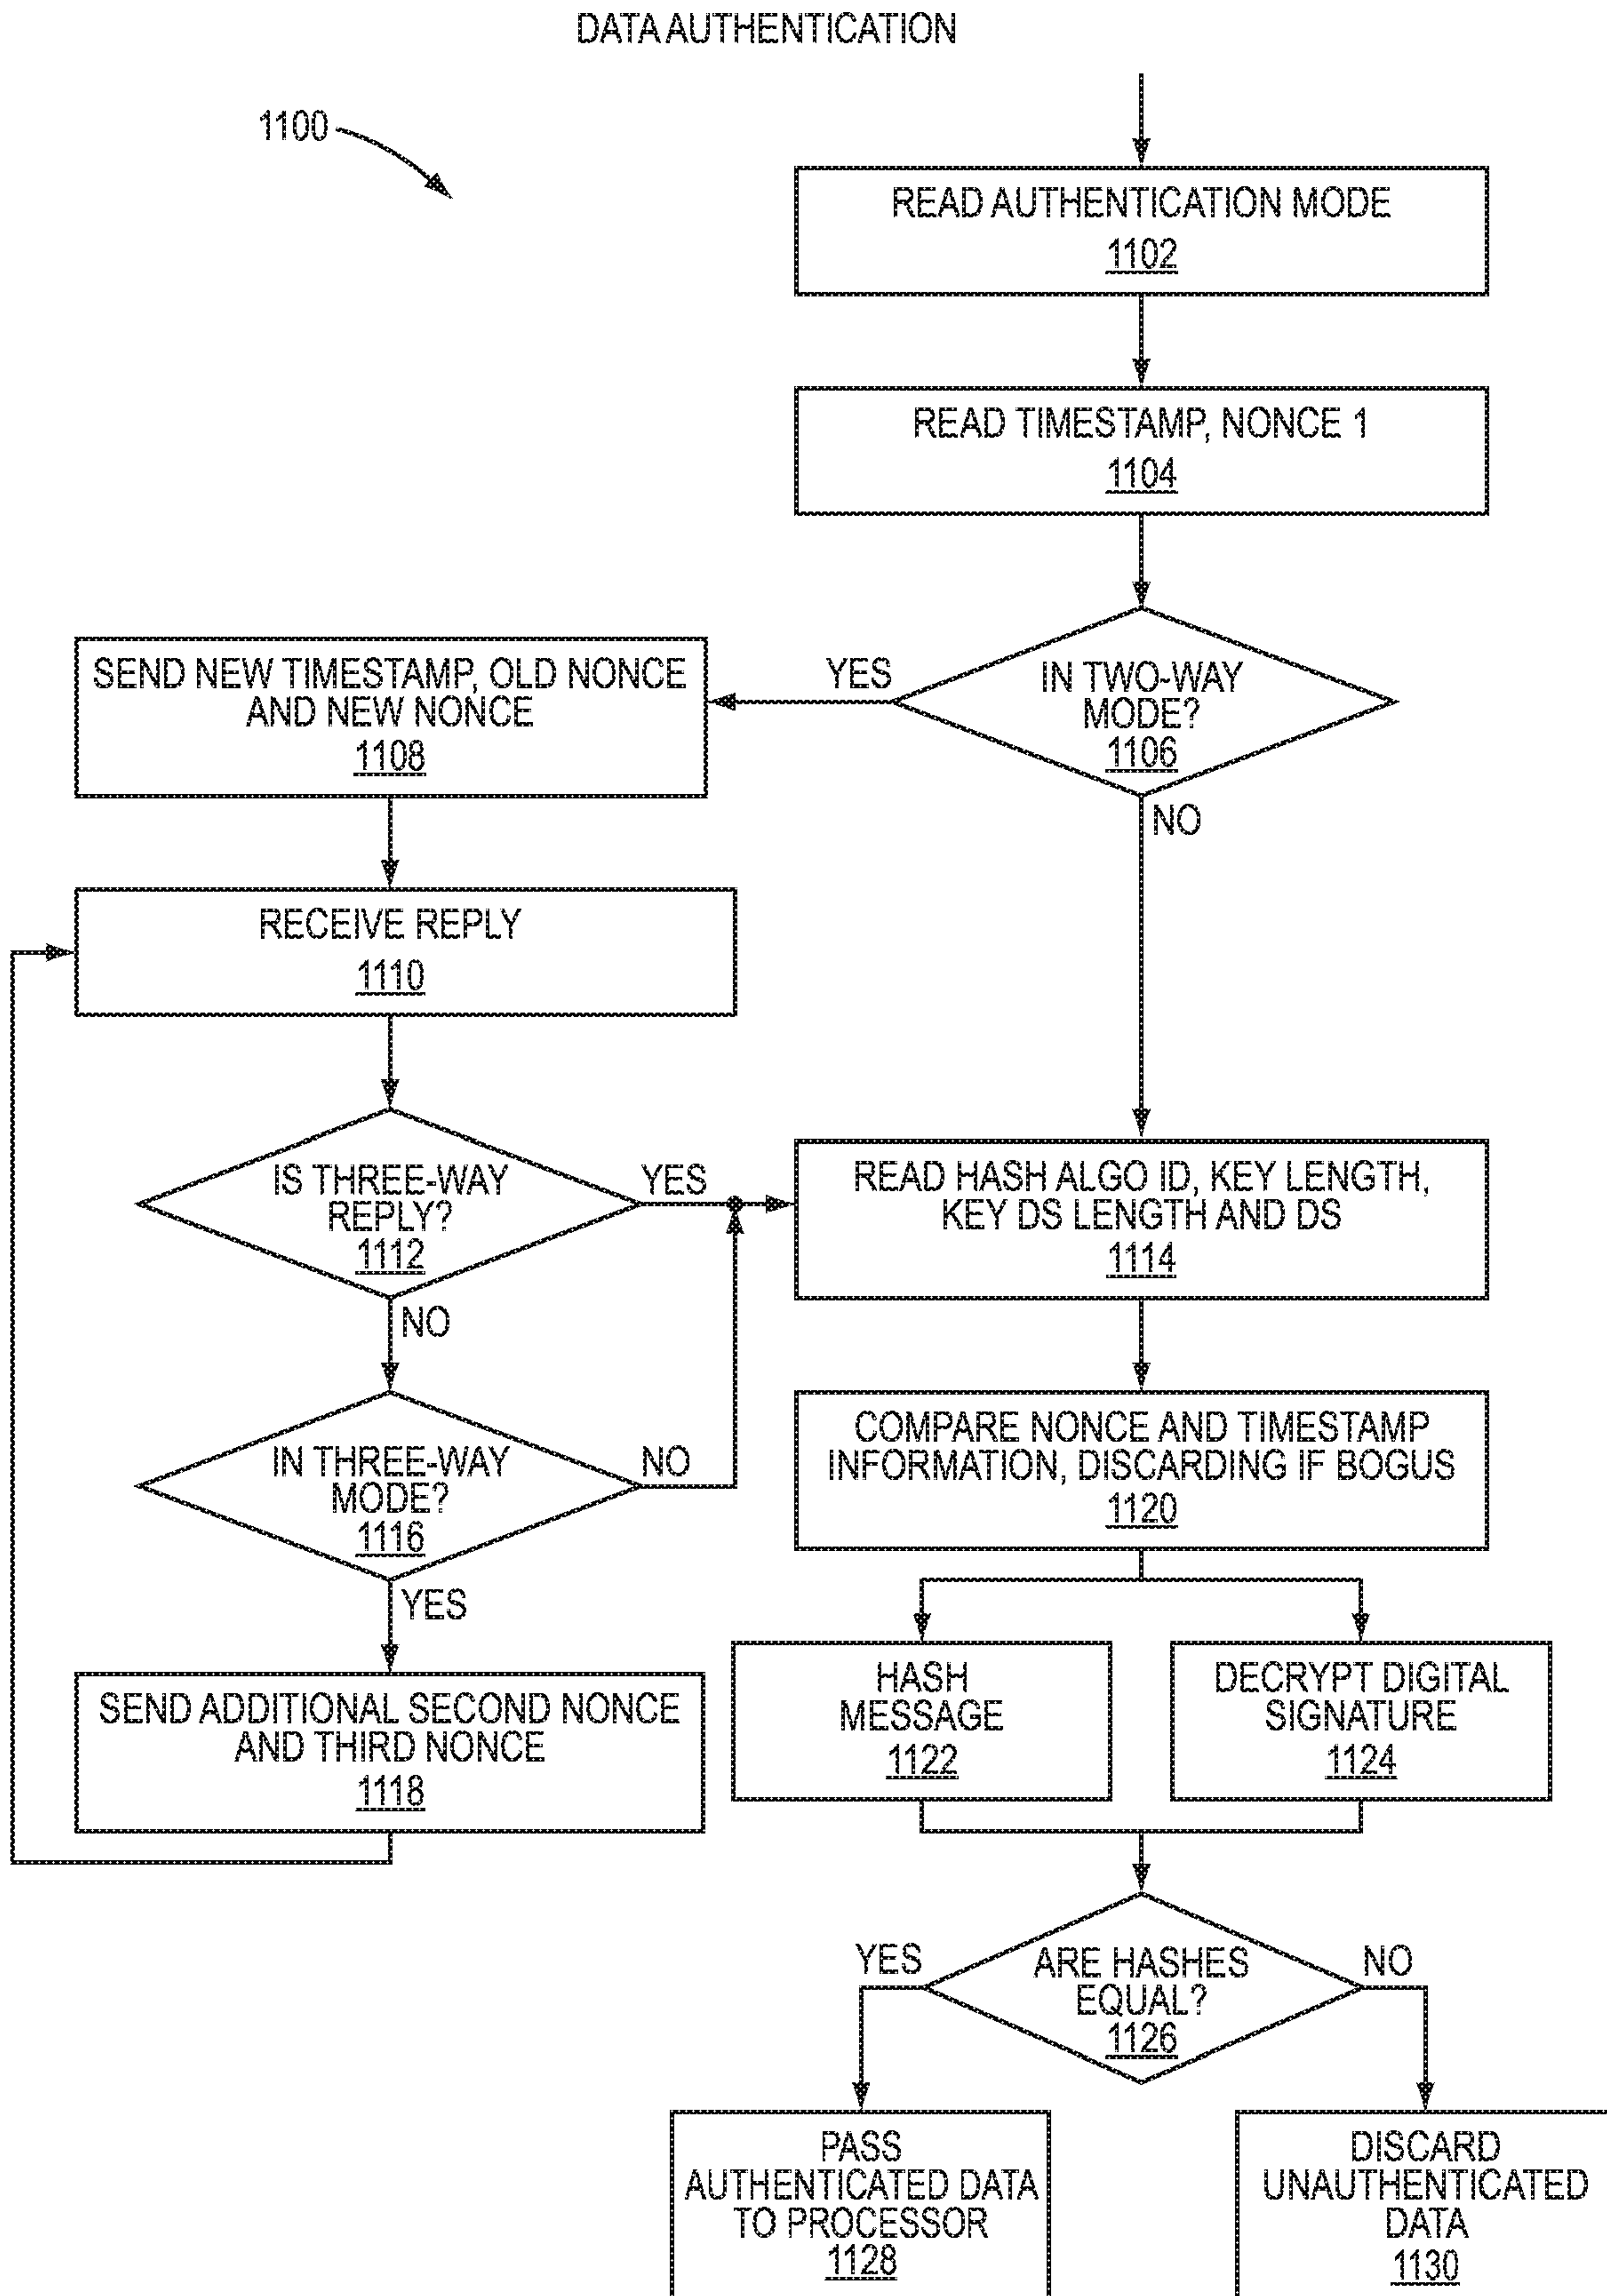 DATA AUTHENTICATION
1100
READ AUTHENTICATION MODE
1102
READ TIMESTAMP, NONCE 1
1104
IN TWO-WAY
MODE?
1106
YES
NO
SEND NEW TIMESTAMP, OLD NONCE
AND NEW NONCE
1108
RECEIVE REPLY
1110
IS THREE-WAY
REPLY?
1112
YES
NO
READ HASH ALGO ID, KEY LENGTH,
KEY DS LENGTH AND DS
1114
IN THREE-WAY
MODE?
1116
NO
YES
COMPARE NONCE AND TIMESTAMP
INFORMATION, DISCARDING IF BOGUS
1120
SEND ADDITIONAL SECOND NONCE
AND THIRD NONCE
1118
HASH
MESSAGE
1122
DECRYPT DIGITAL
SIGNATURE
1124
ARE HASHES
EQUAL?
1126
YES
NO
PASS
AUTHENTICATED DATA
TO PROCESSOR
1128
DISCARD
UNAUTHENTICATED
DATA
1130